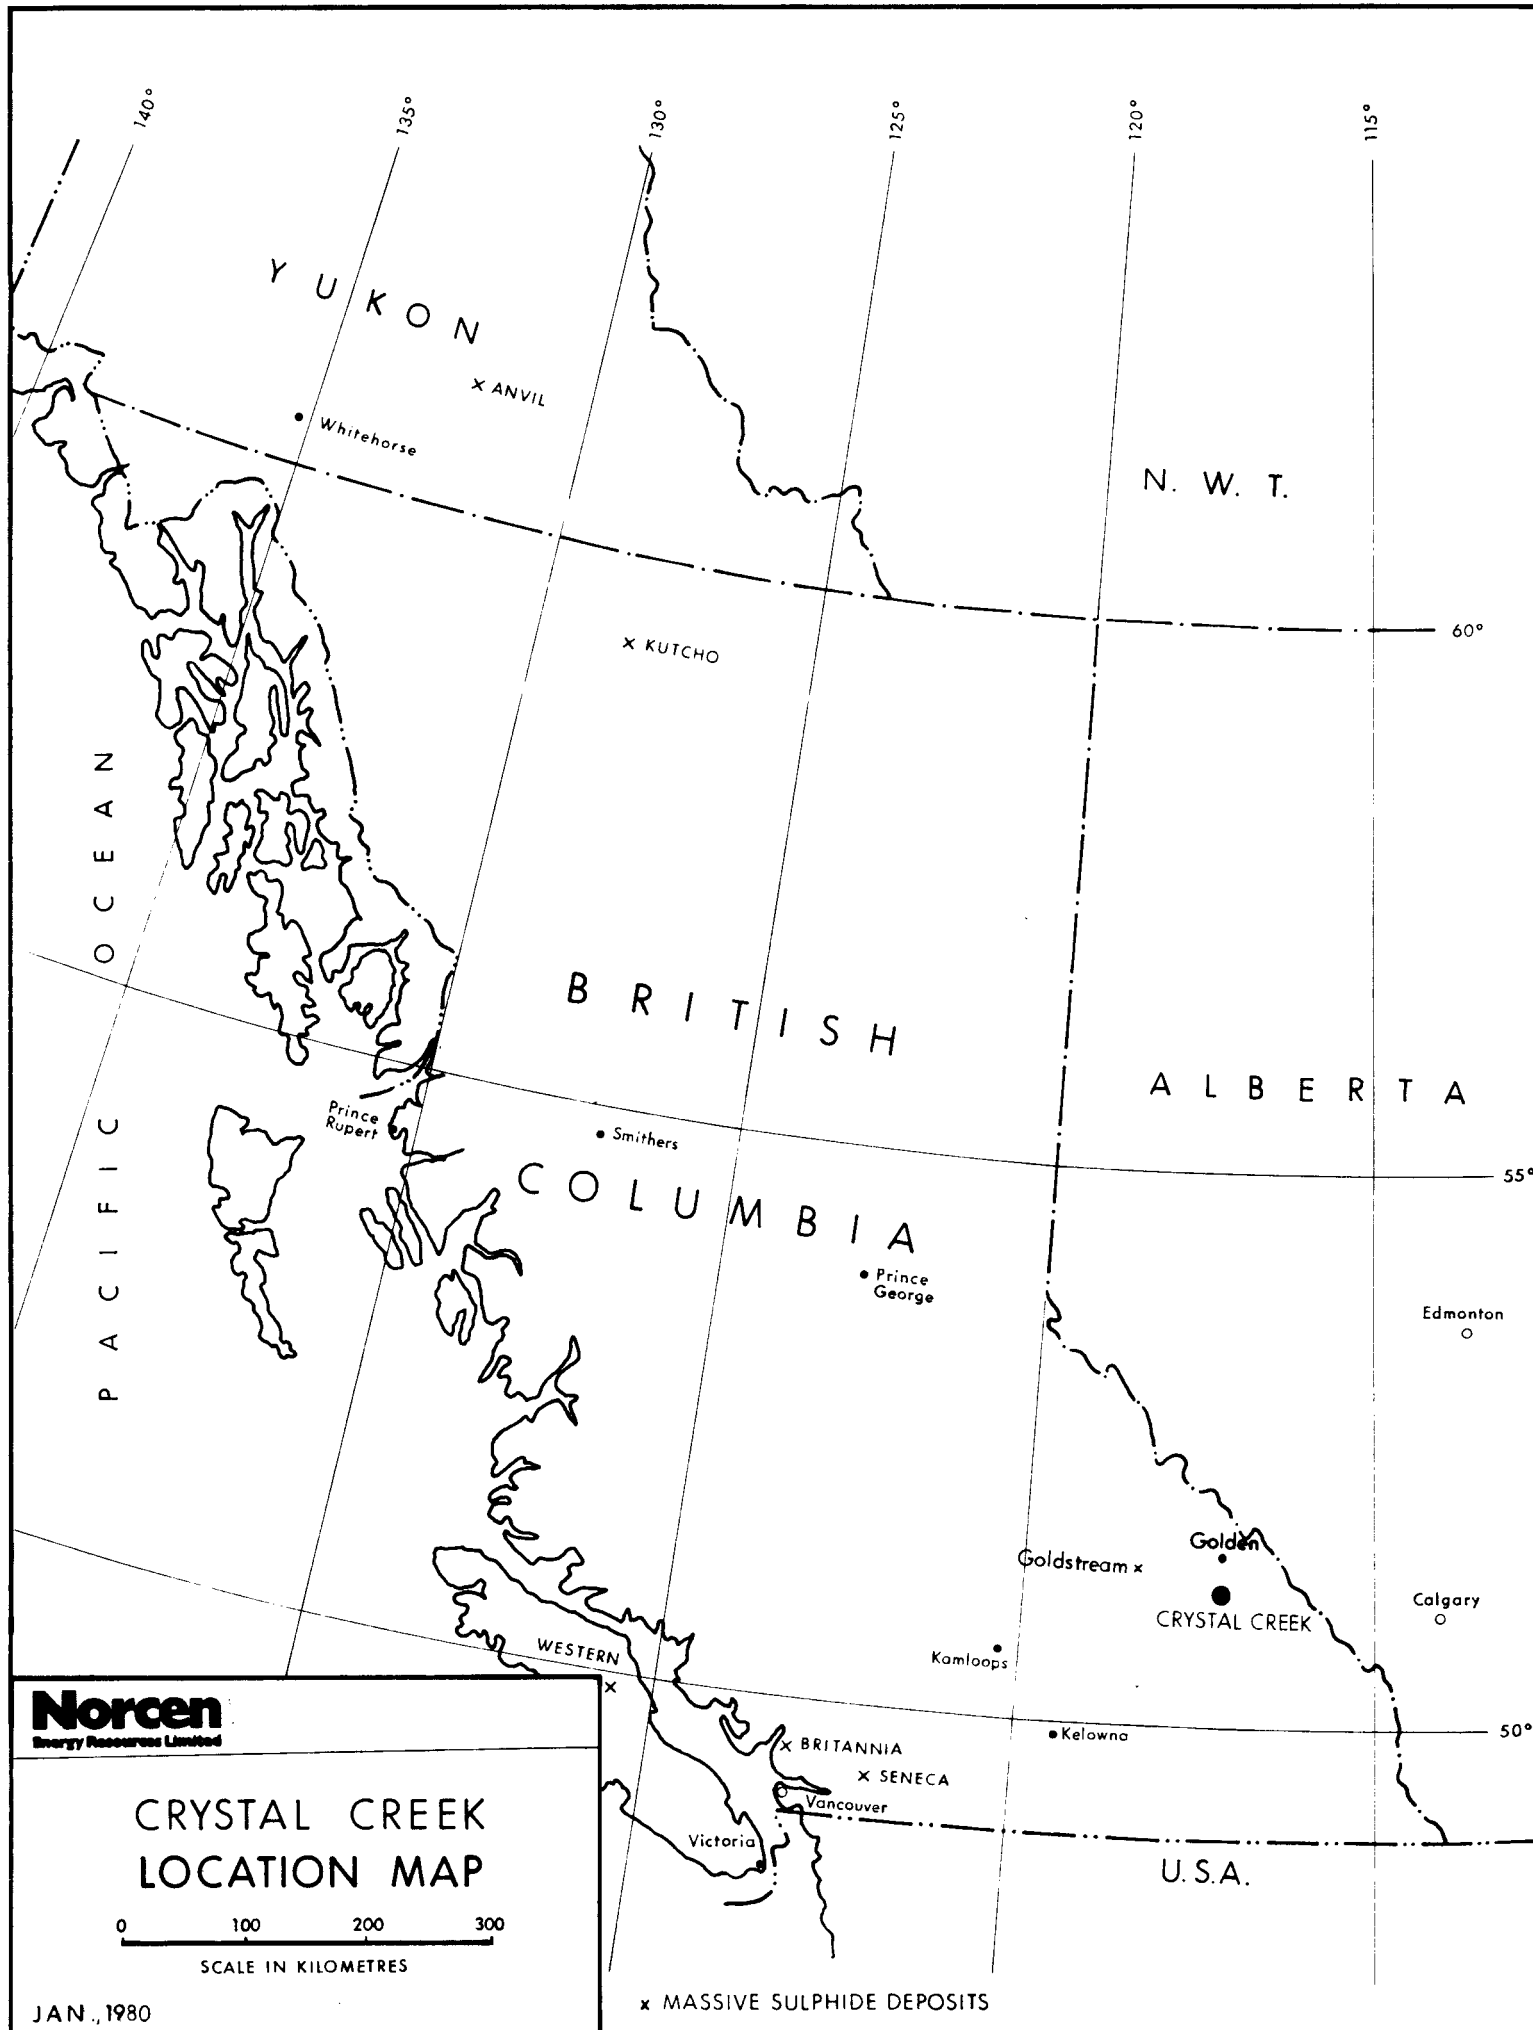 140°
135°
130°
125°
120°
115°
YUKON
x ANVIL
Whitehorse
N. W. T.
60°
x KUTCHO
PACIFIC OCEAN
BRITISH
COLUMBIA
ALBERTA
Prince
Rupert
Smithers
55°
Prince
George
Edmonton
Golden
Goldstream x
CRYSTAL CREEK
Calgary
Kamloops
WESTERN
x
50°
Kelowna
x BRITANNIA
x SENECA
Vancouver
Victoria
U.S.A.
Norcen
Energy Resources Limited
CRYSTAL CREEK
LOCATION MAP
0 100 200 300
SCALE IN KILOMETRES
JAN., 1980
x MASSIVE SULPHIDE DEPOSITS